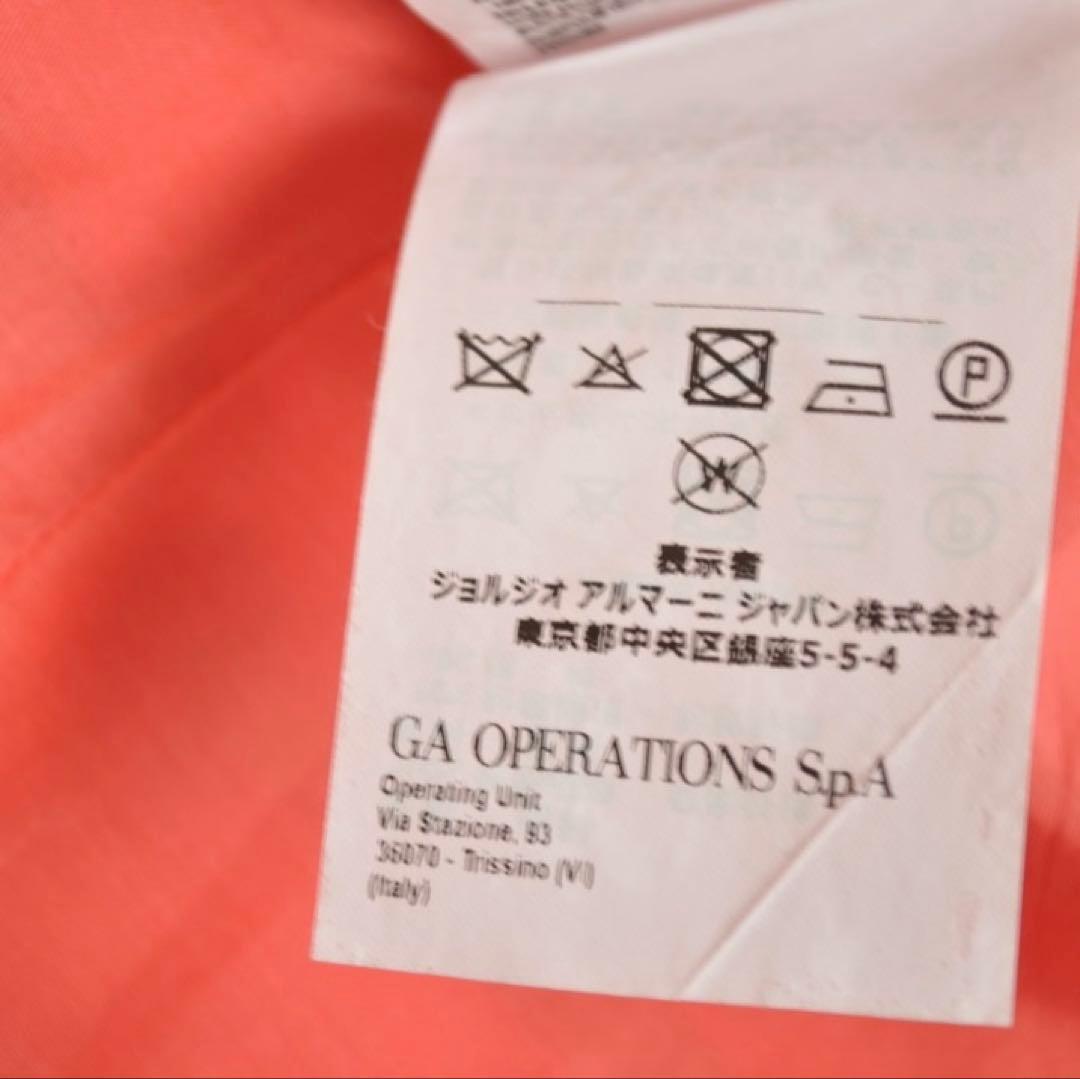 P
W
表示者
ジョルジオ アルマーニ ジャパン株式会社
東京都中央区銀座5-5-4
GA OPERATIONS S.p.A
Operating Unit
Via Stazione, 93
36070 - Trissino (VI)
(Italy)